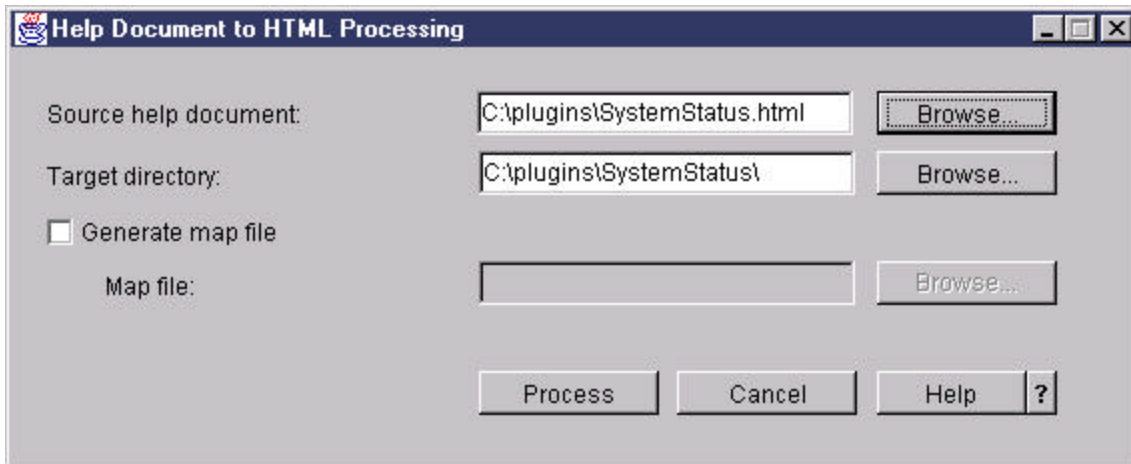 Help Document to HTML Processing
Source help document: C:\plugins\SystemStatus.html Browse...
Target directory: C:\plugins\SystemStatus\ Browse...
Generate map file
Map file: Browse...
Process Cancel Help ?